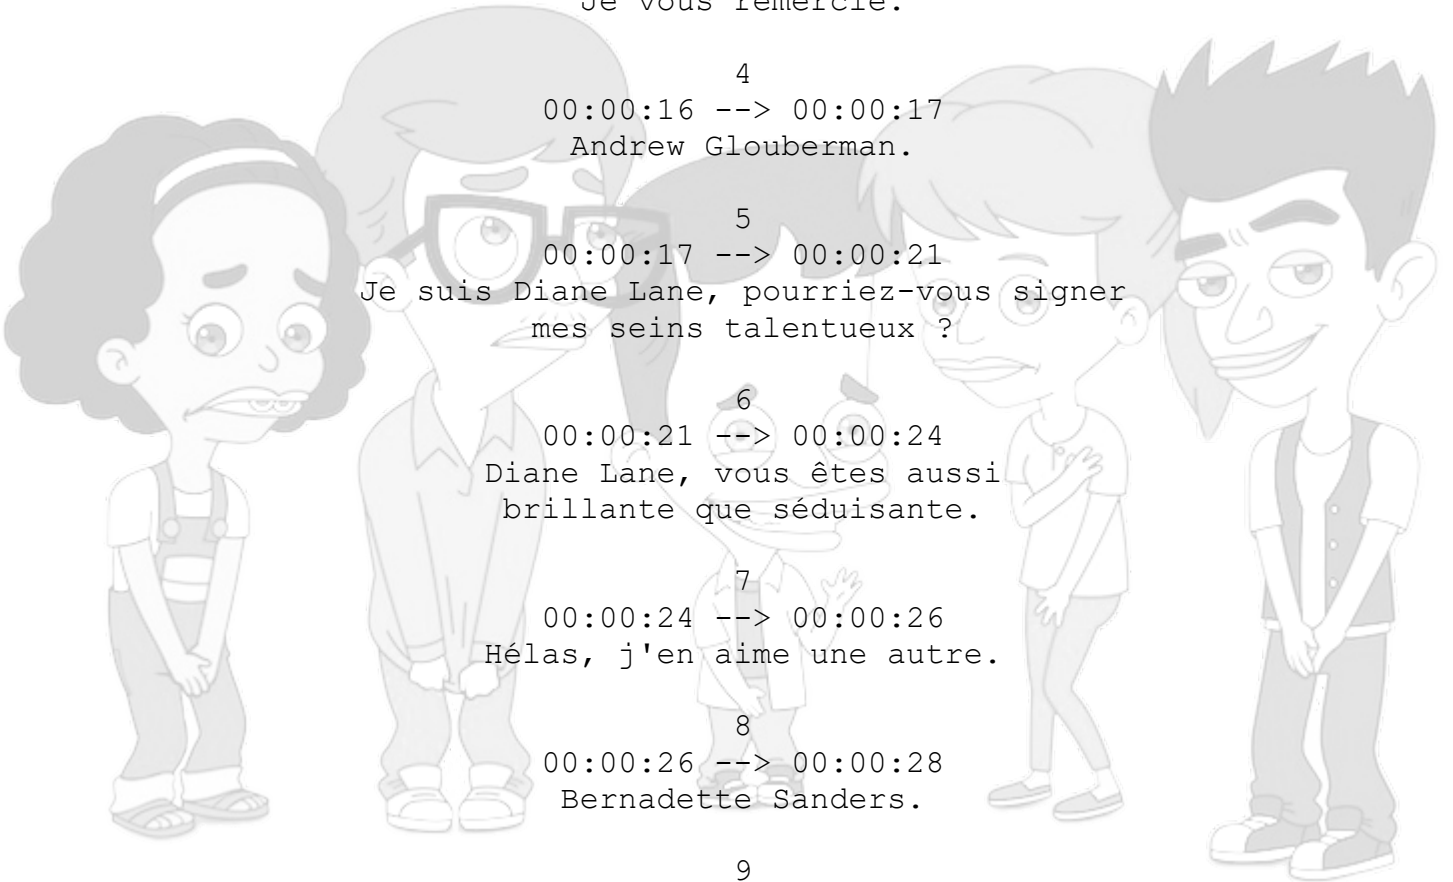 Je vous remercie.
4
00:00:16 --> 00:00:17
Andrew Glouberman.
5
00:00:17 --> 00:00:21
Je suis Diane Lane, pourriez-vous signer
mes seins talentueux ?
6
00:00:21 --> 00:00:24
Diane Lane, vous êtes aussi
brillante que séduisante.
7
00:00:24 --> 00:00:26
Hélas, j'en aime une autre.
8
00:00:26 --> 00:00:28
Bernadette Sanders.
9